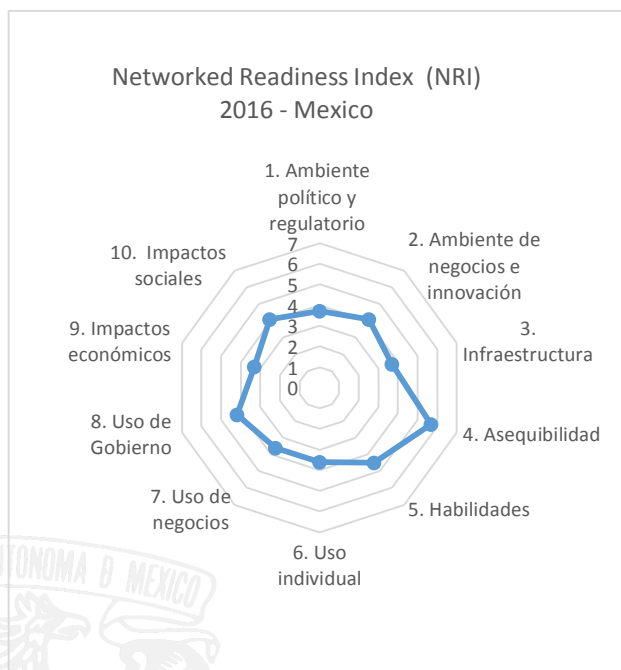 Networked Readiness Index (NRI)
2016 - Mexico
1. Ambiente
político y
regulatorio
2. Ambiente de
negocios e
innovación
3.
Infraestructura
4. Asequibilidad
5. Habilidades
6. Uso
individual
7. Uso de
negocios
8. Uso de
Gobierno
9. Impactos
económicos
10. Impactos
sociales
7
6
5
4
3
2
1
0
AUTONOMA D MEXICO